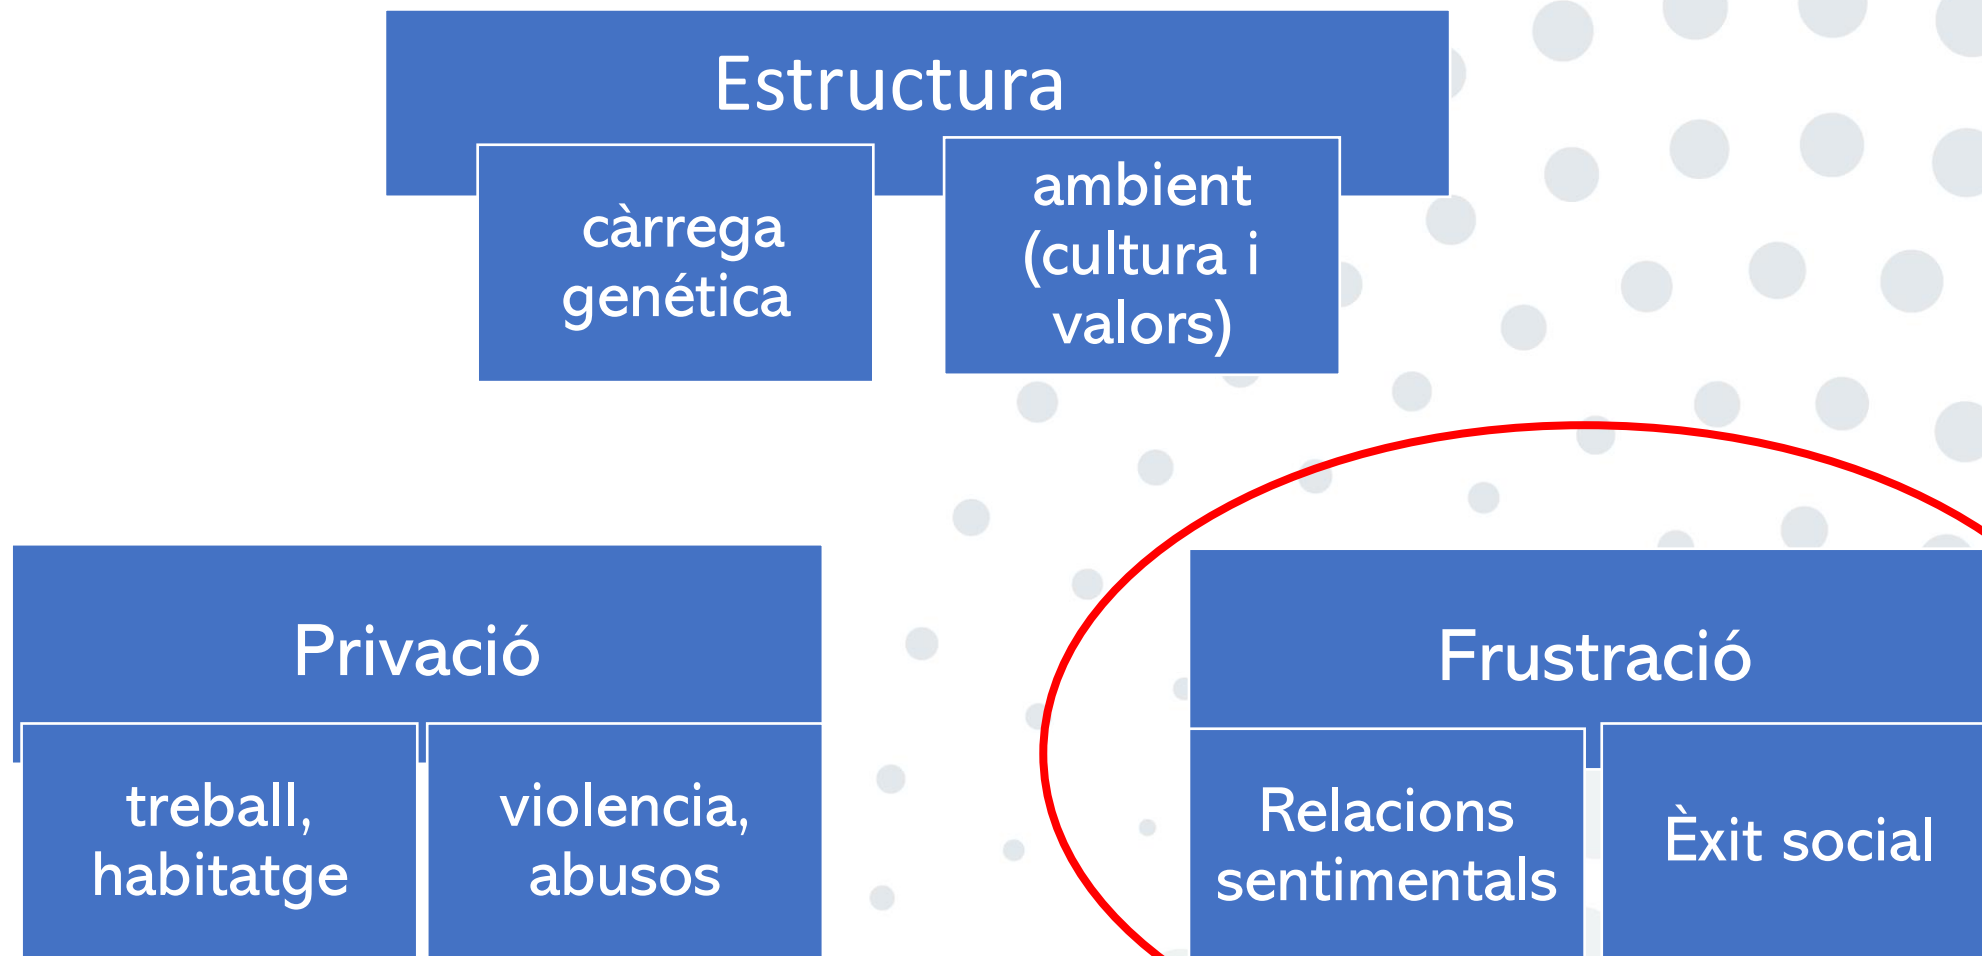 Estructura
càrrega
genética
ambient
(cultura i
valors)
Privació
treball,
habitatge
violencia,
abusos
Frustració
Relacions
sentimentals
Èxit social